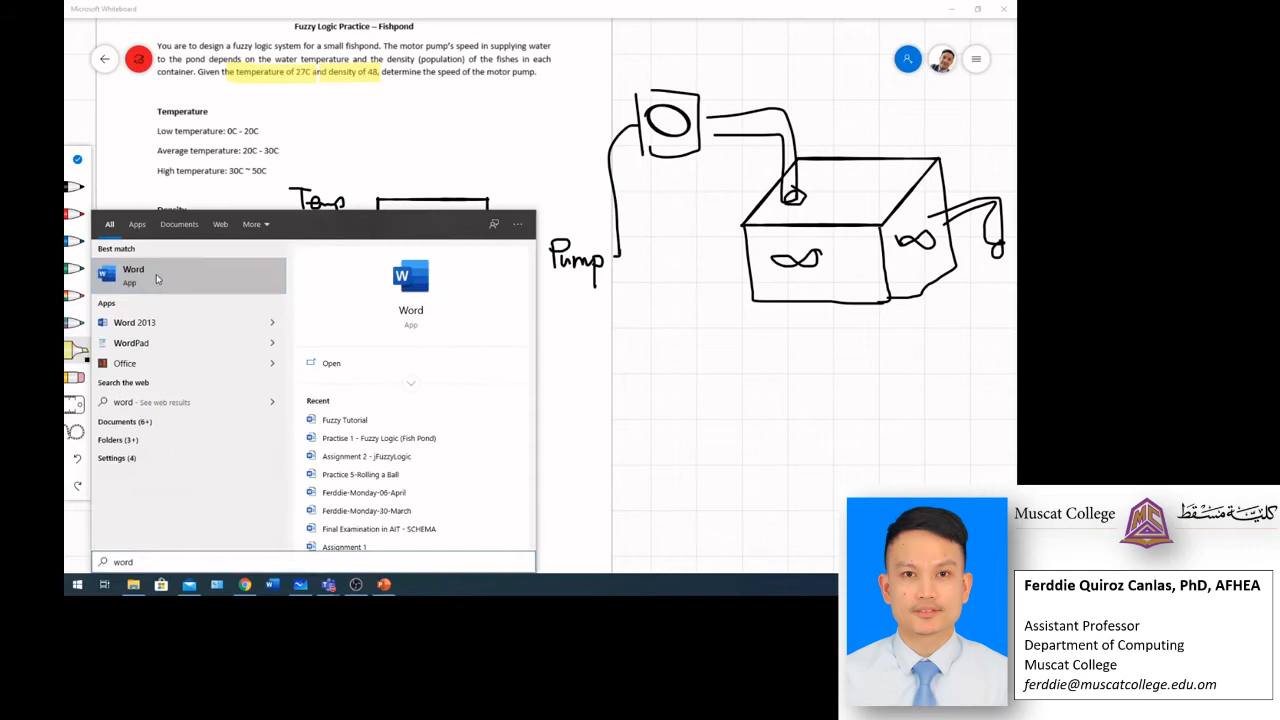 Microsoft Whiteboard
Fuzzy Logic Practice – Fishpond
You are to design a fuzzy logic system for a small fishpond. The motor pump's speed in supplying water
to the pond depends on the water temperature and the density (population) of the fishes in each
container. Given the temperature of 27C and density of 48, determine the speed of the motor pump.
Temperature
Low temperature: 0C - 20C
Average temperature: 20C - 30C
High temperature: 30C ~ 50C
Density
Temp
Pump
All Apps Documents Web More
Best match
Word
App
Apps
Word 2013
WordPad
Office
Search the web
word - See web results
Documents (6+)
Folders (3+)
Settings (4)
Word
App
Open
Recent
Fuzzy Tutorial
Practise 1 - Fuzzy Logic (Fish Pond)
Assignment 2 - jFuzzyLogic
Practice 5-Rolling a Ball
Ferddie-Monday-06-April
Ferddie-Monday-30-March
Final Examination in AIT - SCHEMA
Assignment 1
word
Muscat College
كلية مسقط
Ferddie Quiroz Canlas, PhD, AFHEA
Assistant Professor
Department of Computing
Muscat College
ferddie@muscatcollege.edu.om